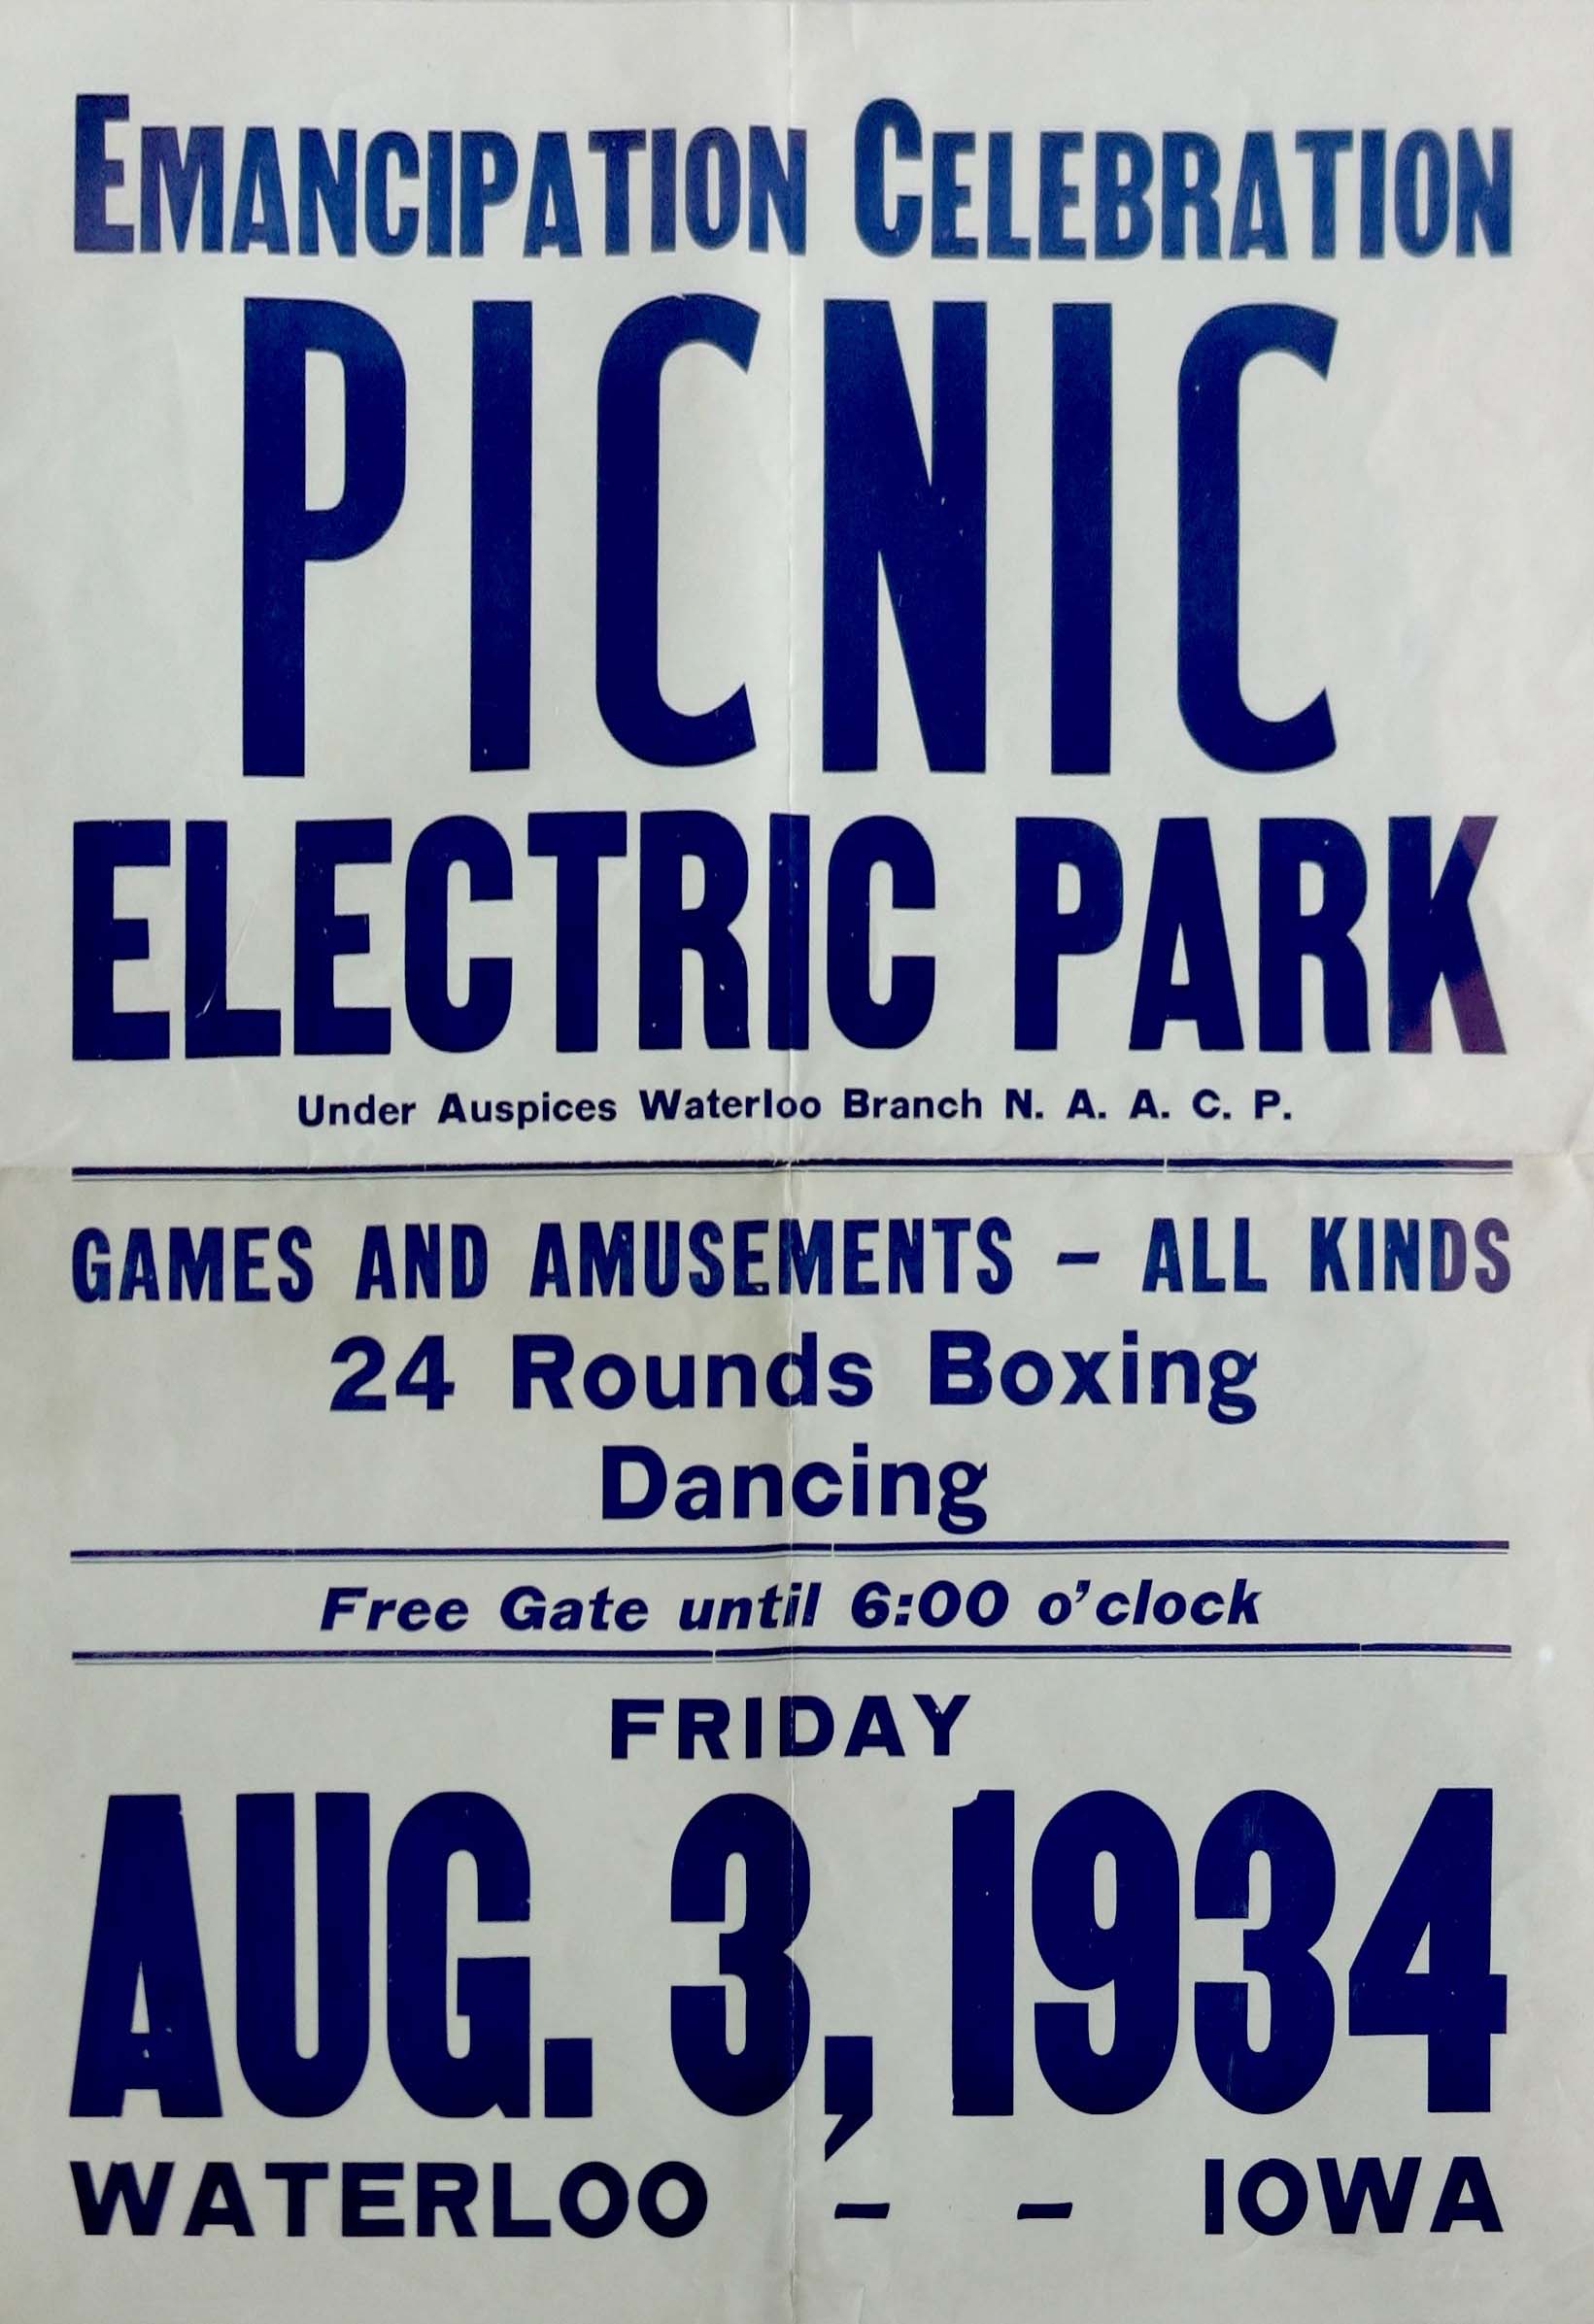 EMANCIPATION CELEBRATION
PICNIC
ELECTRIC PARK
Under Auspices Waterloo Branch N. A. A. C. P.
GAMES AND AMUSEMENTS – ALL KINDS
24 Rounds Boxing
Dancing
Free Gate until 6:00 o'clock
FRIDAY
AUG. 3, 1934
WATERLOO – – IOWA